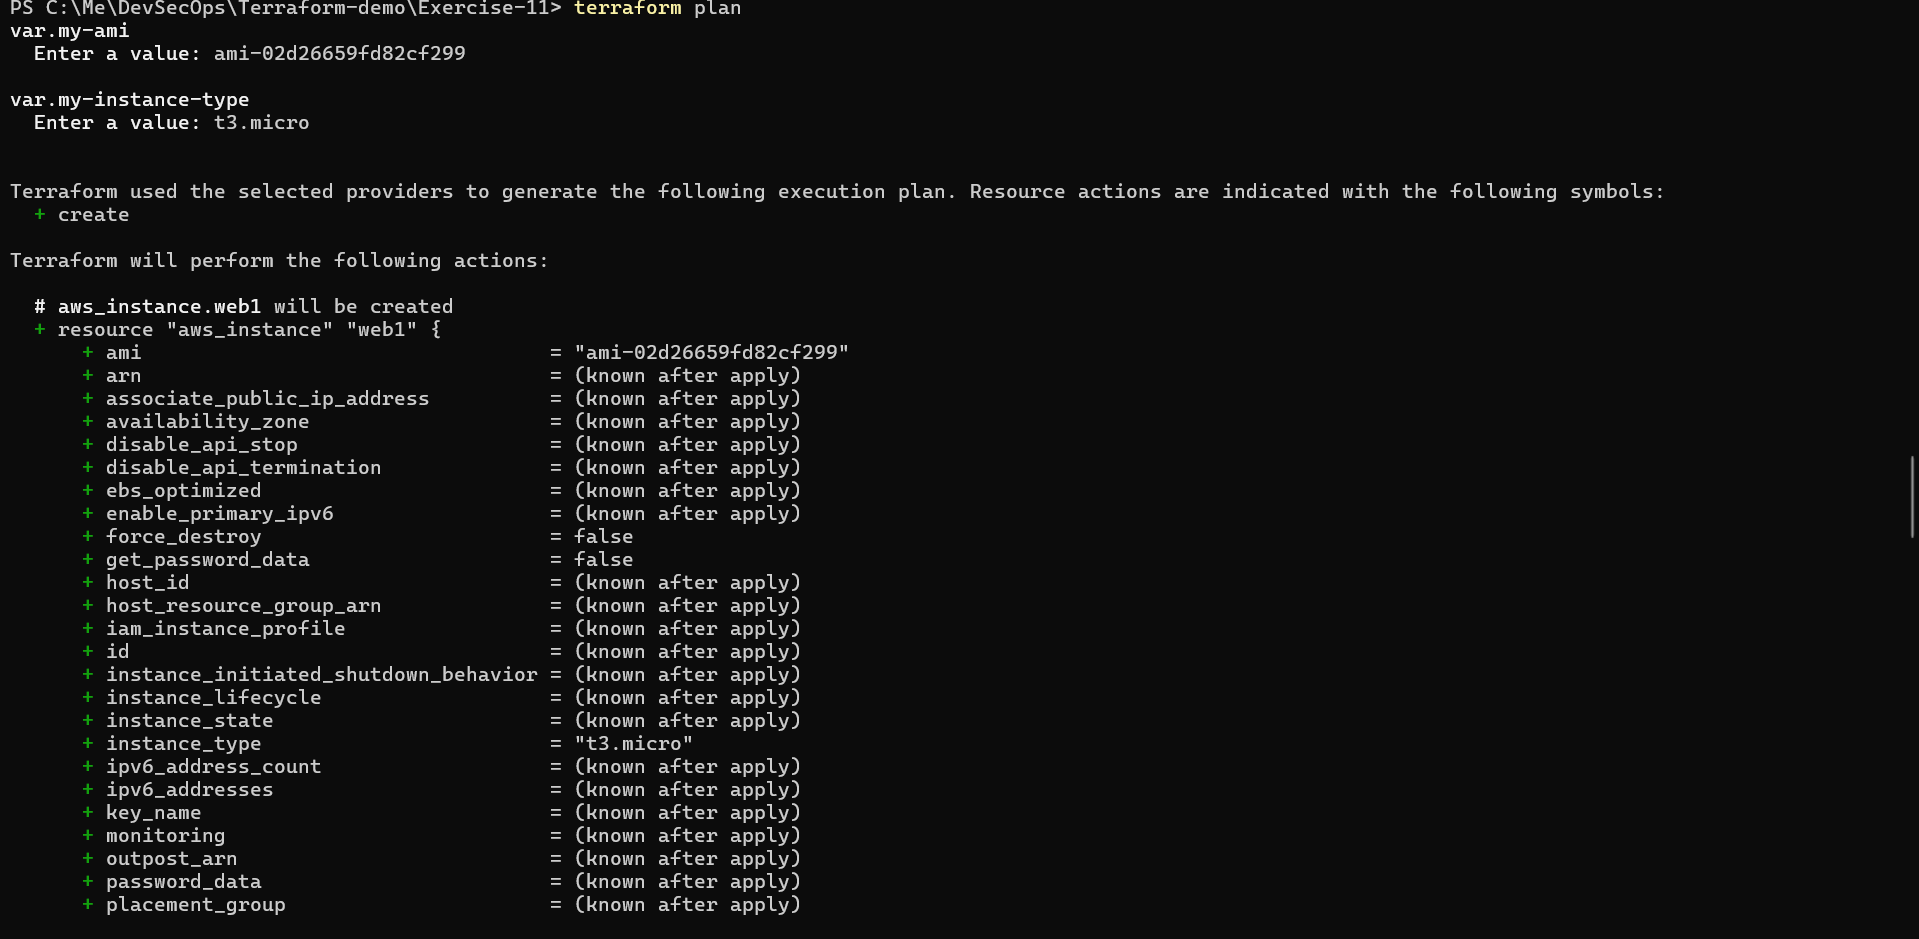 PS C:\Me\DevSecOps\Terraform-demo\Exercise-11> terraform plan
var.my-ami
  Enter a value: ami-02d26659fd82cf299

var.my-instance-type
  Enter a value: t3.micro


Terraform used the selected providers to generate the following execution plan. Resource actions are indicated with the following symbols:
  + create

Terraform will perform the following actions:

  # aws_instance.web1 will be created
  + resource "aws_instance" "web1" {
      + ami                                  = "ami-02d26659fd82cf299"
      + arn                                  = (known after apply)
      + associate_public_ip_address          = (known after apply)
      + availability_zone                    = (known after apply)
      + disable_api_stop                     = (known after apply)
      + disable_api_termination              = (known after apply)
      + ebs_optimized                        = (known after apply)
      + enable_primary_ipv6                  = (known after apply)
      + force_destroy                        = false
      + get_password_data                    = false
      + host_id                              = (known after apply)
      + host_resource_group_arn              = (known after apply)
      + iam_instance_profile                 = (known after apply)
      + id                                   = (known after apply)
      + instance_initiated_shutdown_behavior = (known after apply)
      + instance_lifecycle                   = (known after apply)
      + instance_state                       = (known after apply)
      + instance_type                        = "t3.micro"
      + ipv6_address_count                   = (known after apply)
      + ipv6_addresses                       = (known after apply)
      + key_name                             = (known after apply)
      + monitoring                           = (known after apply)
      + outpost_arn                          = (known after apply)
      + password_data                        = (known after apply)
      + placement_group                      = (known after apply)